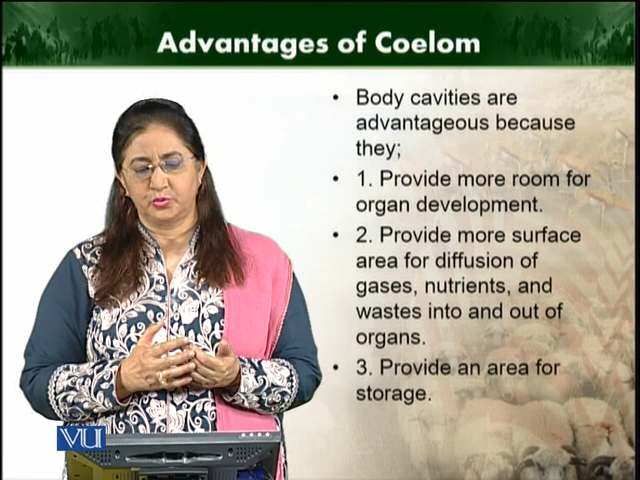 Advantages of Coelom
• Body cavities are
advantageous because
they;
• 1. Provide more room for
organ development.
• 2. Provide more surface
area for diffusion of
gases, nutrients, and
wastes into and out of
organs.
• 3. Provide an area for
storage.
VU